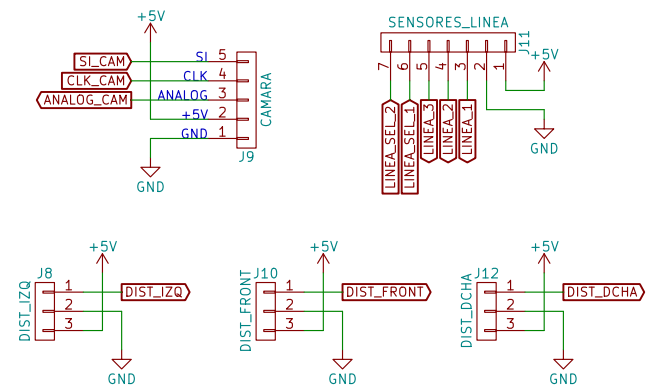 +5V
SI_CAM
SI
5
CLK_CAM
CLK
4
ANALOG_CAM
ANALOG
3
+5V
2
GND
1
CAMARA
J9
GND
SENSORES_LINEA
J11
7
6
5
4
3
2
1
+5V
LINEA_SEL_2
LINEA_SEL_1
LINEA_3
LINEA_2
LINEA_1
GND
J8
+5V
DIST_IZQ
1
2
3
DIST_IZQ
GND
J10
+5V
DIST_FRONT
1
2
3
DIST_FRONT
GND
J12
+5V
DIST_DCHA
1
2
3
DIST_DCHA
GND